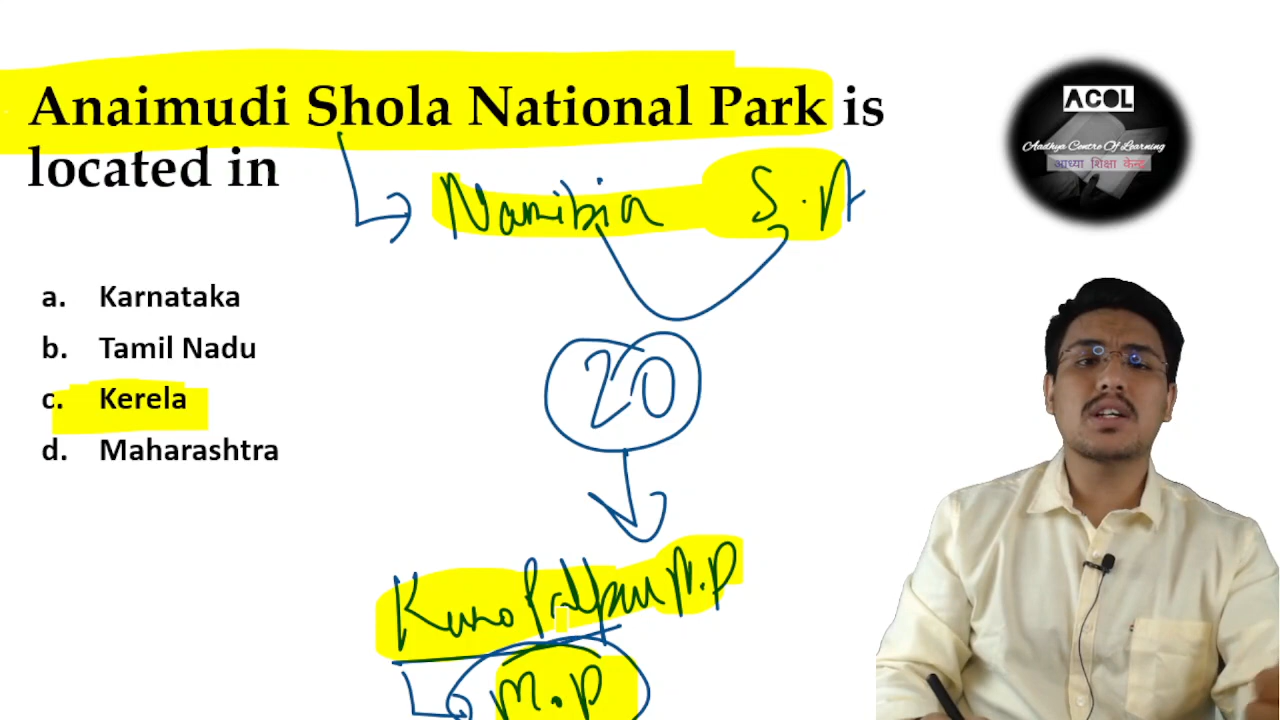 Anaimudi Shola National Park is
located in
ACOL
Aadhya Centre Of Learning
आध्या शिक्षा केन्द्र
Namibia S.A
a. Karnataka
b. Tamil Nadu
c. Kerela
d. Maharashtra
20
Kuno N.P
M.P